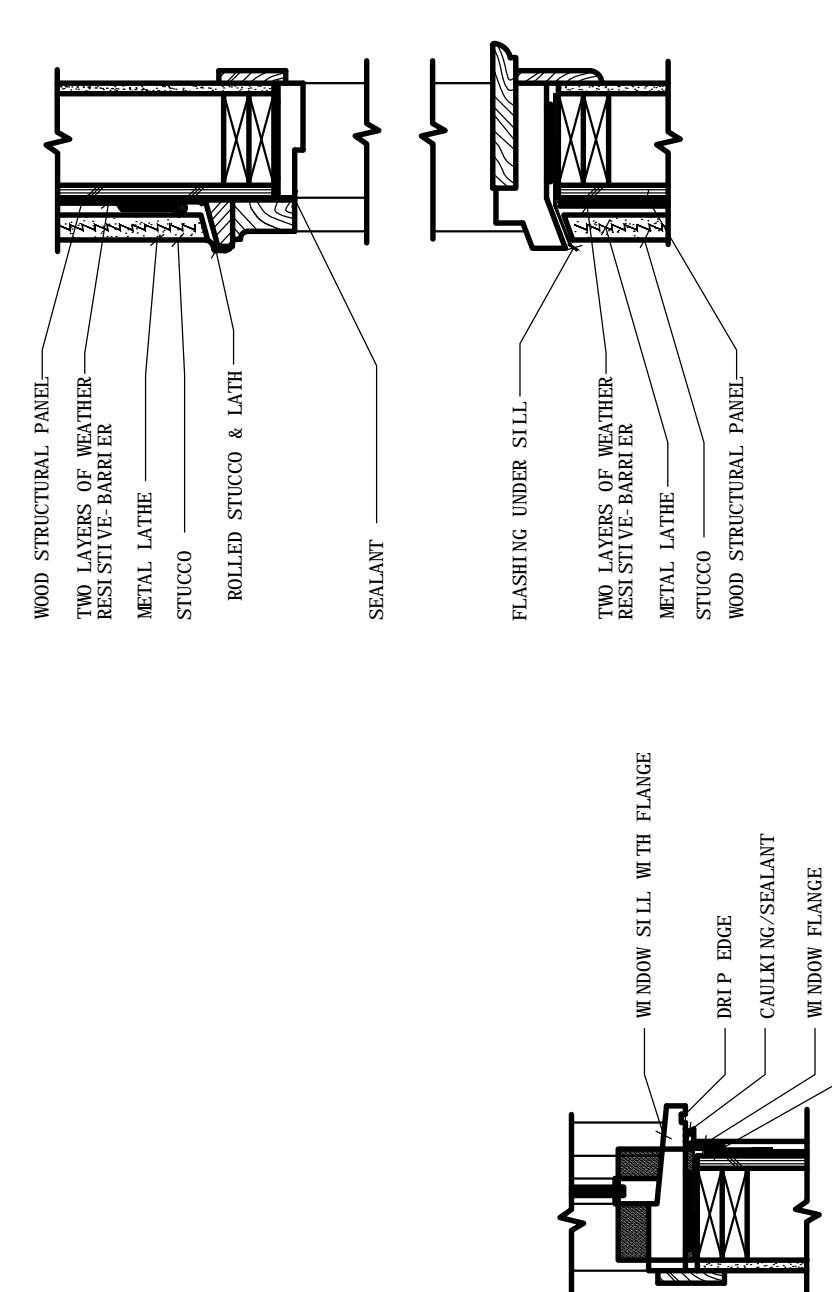 WOOD STRUCTURAL PANEL
TWO LAYERS OF WEATHER
RESISTIVE-BARRIER
METAL LATHE
STUCCO
ROLLED STUCCO & LATH
SEALANT
FLASHING UNDER SILL
TWO LAYERS OF WEATHER
RESISTIVE-BARRIER
METAL LATHE
STUCCO
WOOD STRUCTURAL PANEL
WINDOW SILL WITH FLANGE
DRIP EDGE
CAULKING/SEALANT
WINDOW FLANGE